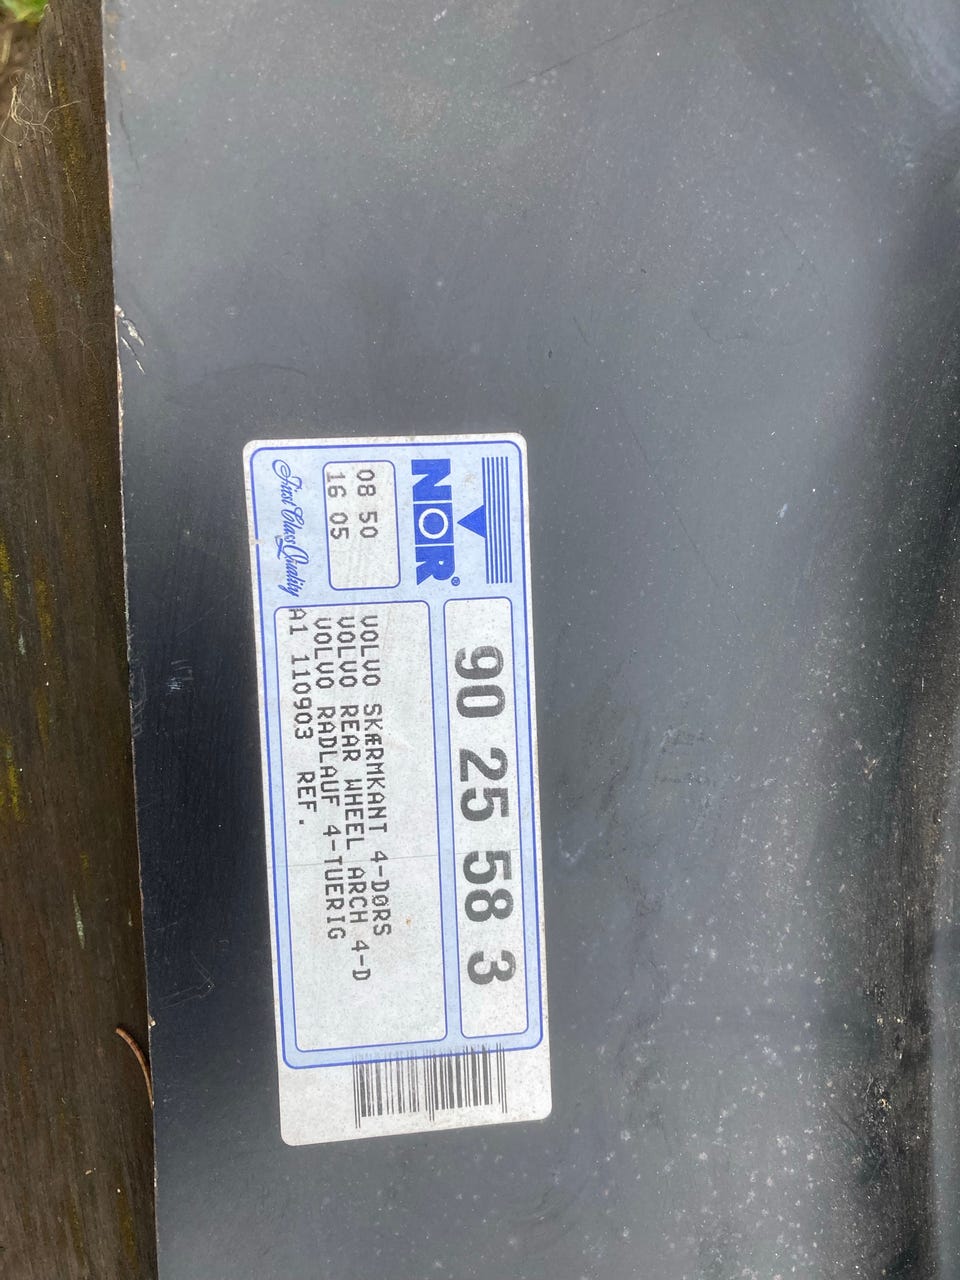 NOR®
90 25 58 3
08 50
16 05
First Class Quality
VOLVO SKÆRMKANT 4-DØRS
VOLVO REAR WHEEL ARCH 4-D
VOLVO RADLAUF 4-TUERIG
A1 110903 REF.